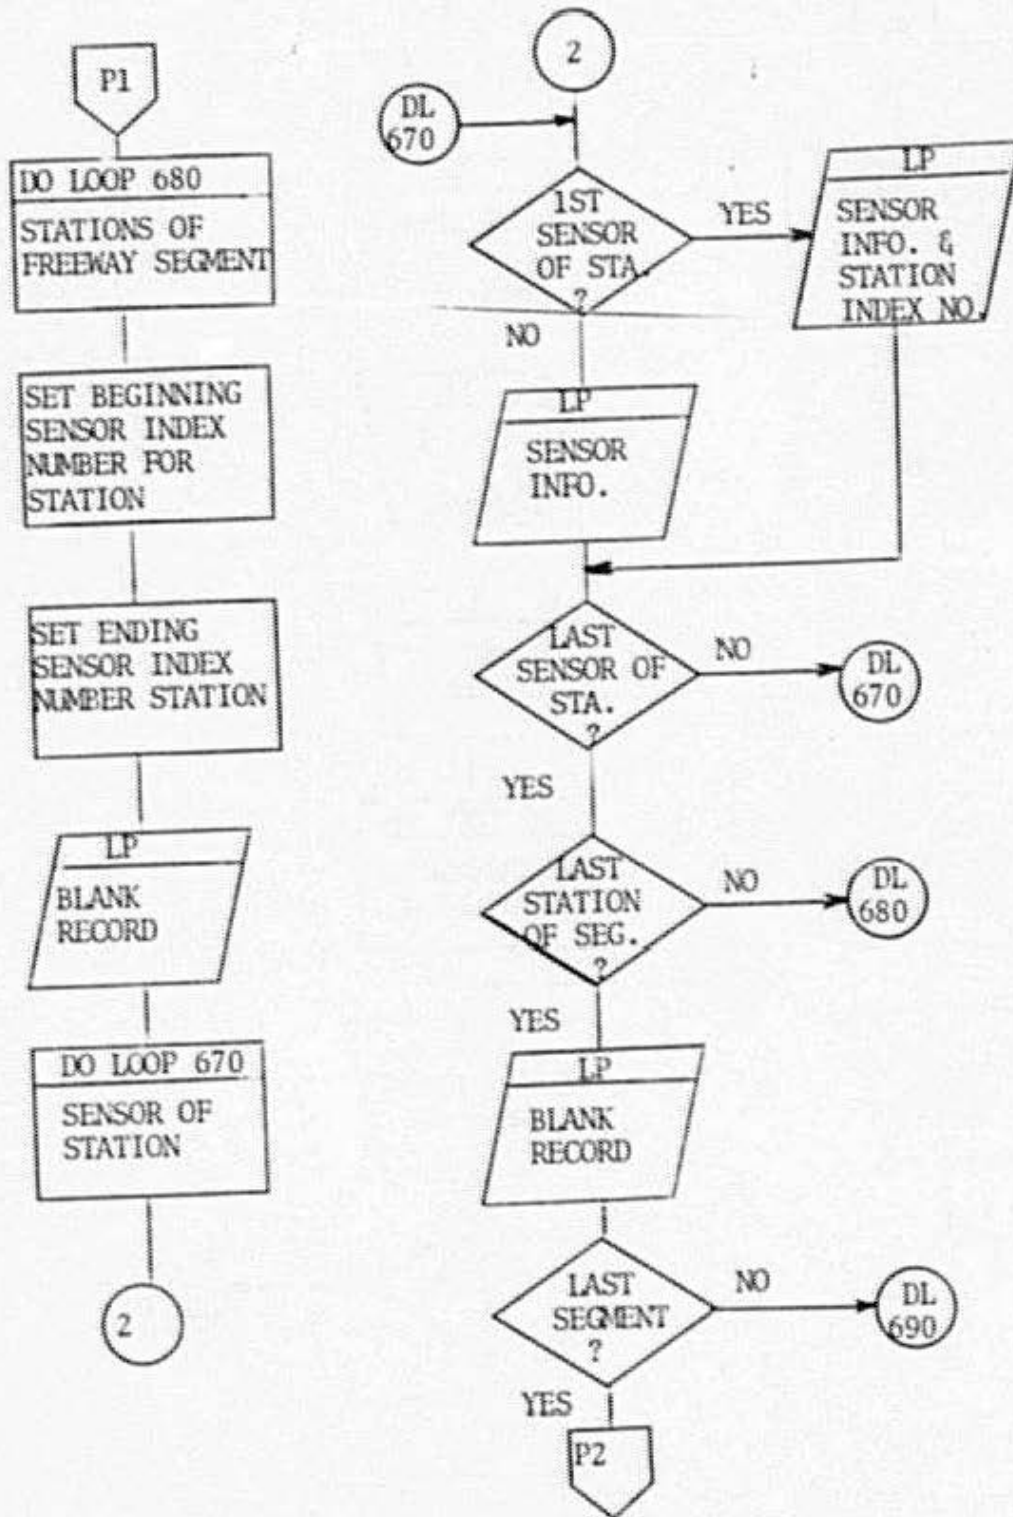 P1
DO LOOP 680
STATIONS OF
FREEWAY SEGMENT
SET BEGINNING
SENSOR INDEX
NUMBER FOR
STATION
SET ENDING
SENSOR INDEX
NUMBER STATION
LP
BLANK
RECORD
DO LOOP 670
SENSOR OF
STATION
2
2
DL
670
1ST
SENSOR
OF STA.
?
YES
LP
SENSOR
INFO. &
STATION
INDEX NO.
NO
LP
SENSOR
INFO.
LAST
SENSOR OF
STA.
?
NO
DL
670
YES
LAST
STATION
OF SEG.
?
NO
DL
680
YES
LP
BLANK
RECORD
LAST
SEGMENT
?
NO
DL
690
YES
P2